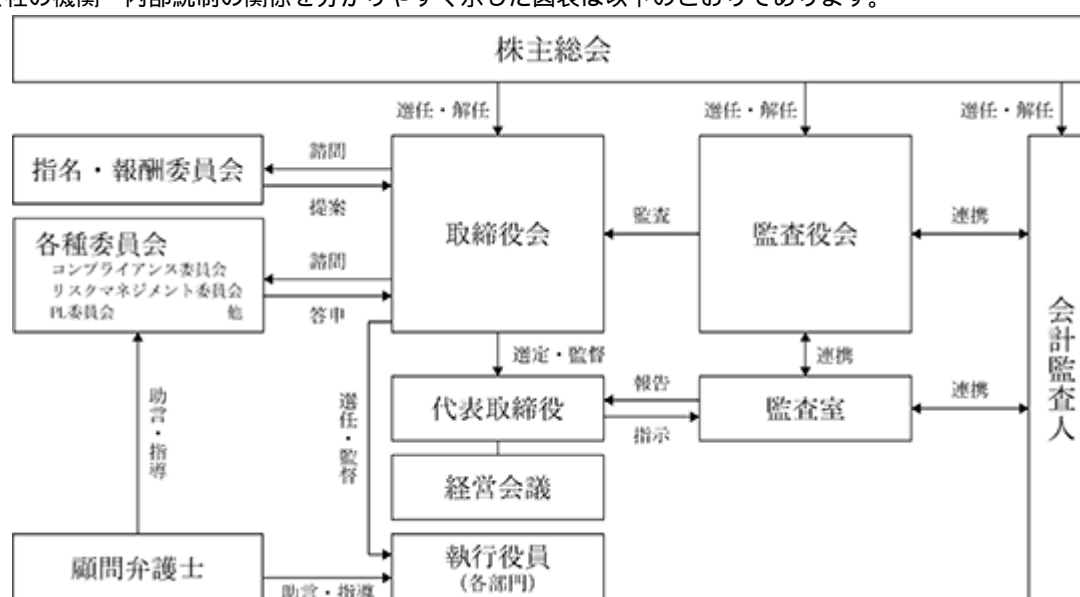 会社の機関・内部統制の関係を分かりやすく示した図表は以下のとおりであります。
株主総会
選任・解任
選任・解任
選任・解任
指名・報酬委員会
諮問
提案
取締役会
監査
監査役会
連携
各種委員会
コンプライアンス委員会
リスクマネジメント委員会
PL委員会 他
諮問
答申
選定・監督
連携
会計監査人
助言・指導
選任・監督
代表取締役
報告
指示
監査室
連携
経営会議
顧問弁護士
助言・指導
執行役員
(各部門)